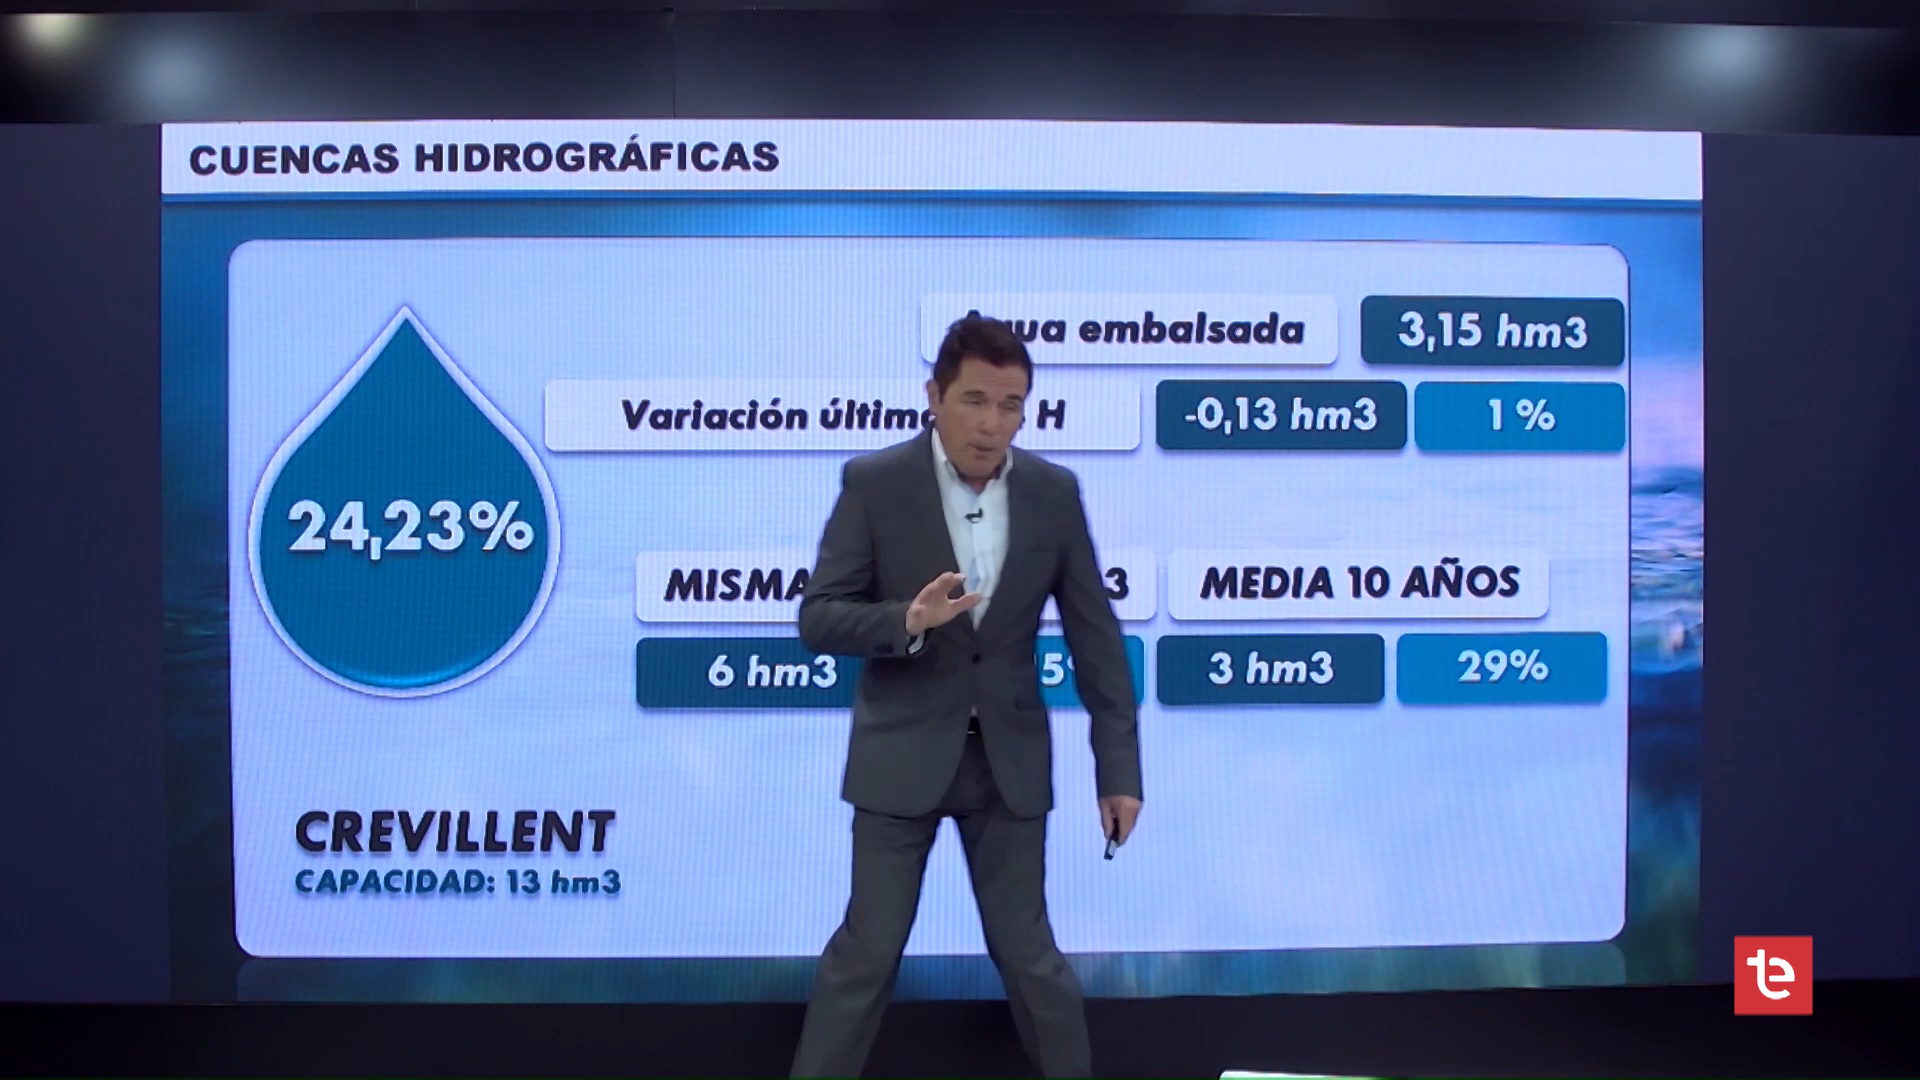 CUENCAS HIDROGRÁFICAS
embalsada 3,15 hm3
Variación H -0,13 hm3 1 %
24,23%
MEDIA 10 AÑOS
6 hm3 3 hm3 29%
CREVILLENT
CAPACIDAD: 13 hm3
te